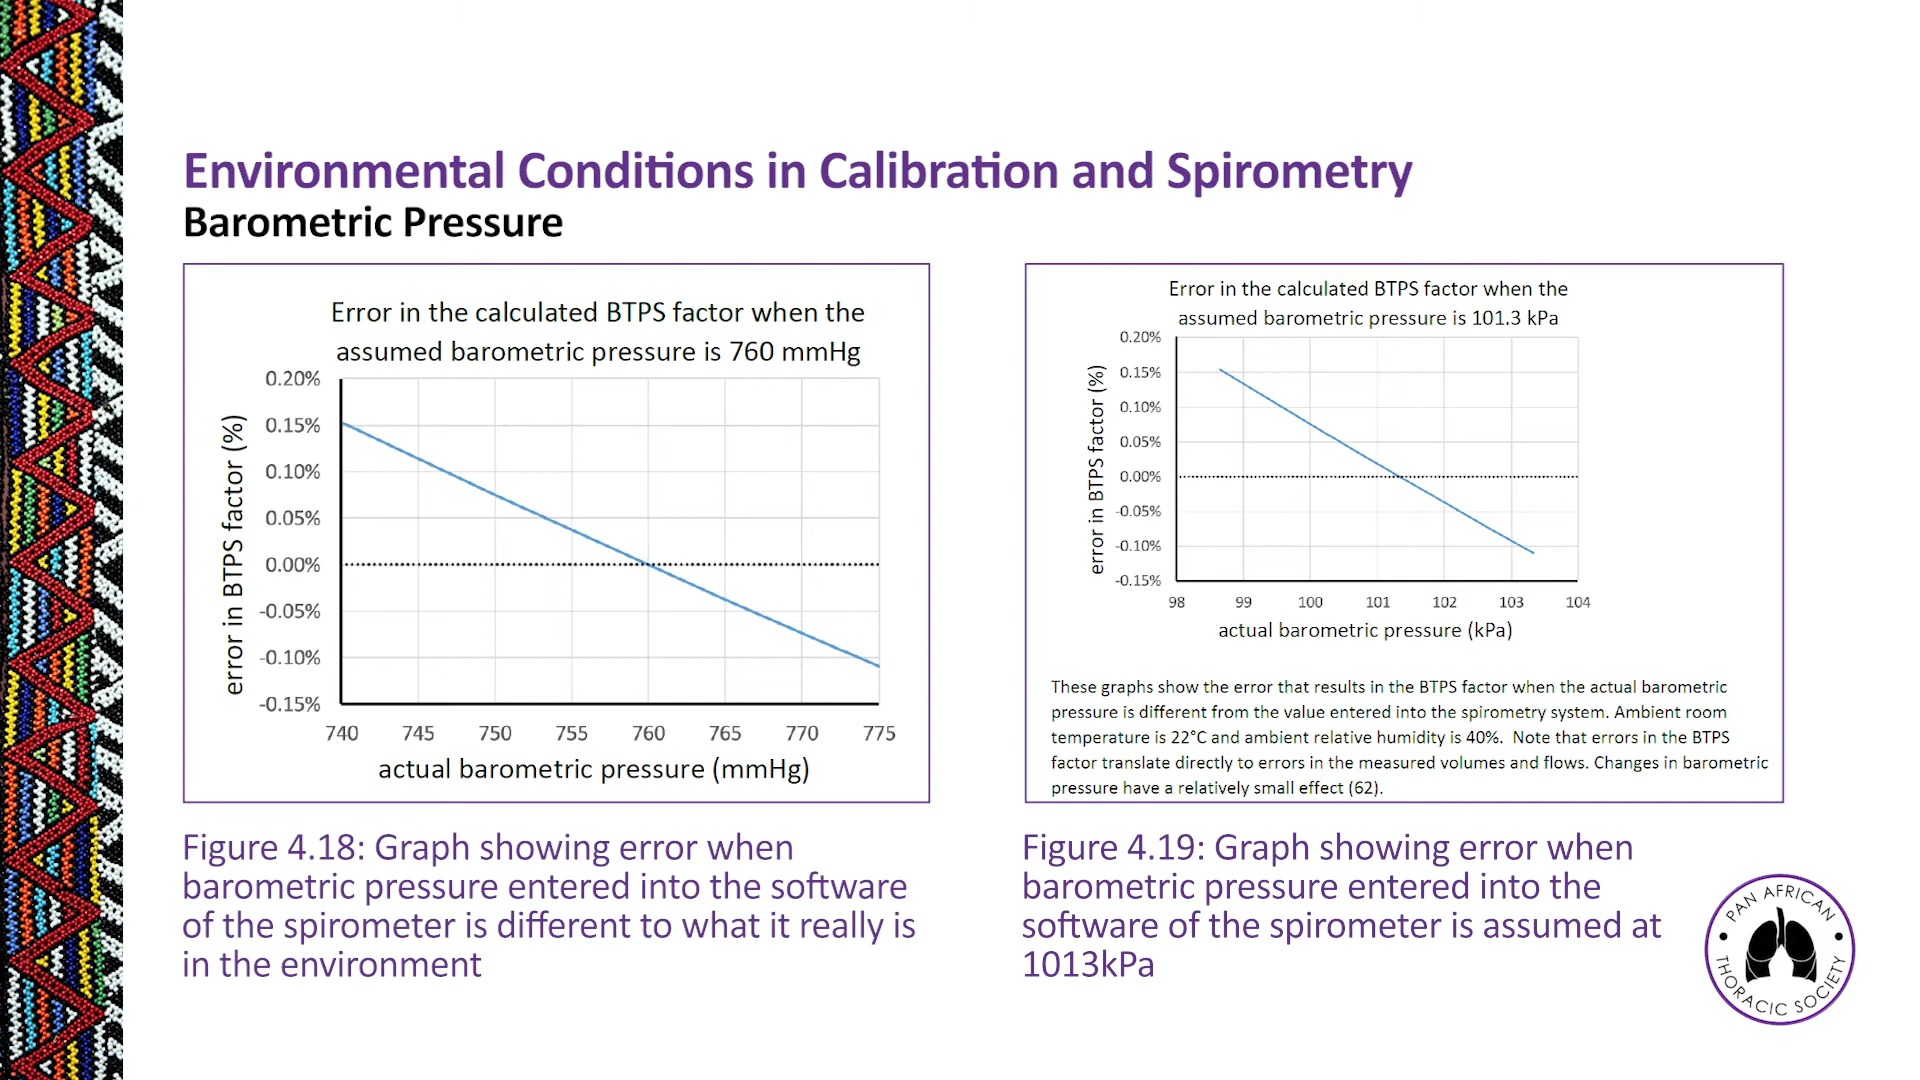 Environmental Conditions in Calibration and Spirometry
Barometric Pressure
Error in the calculated BTPS factor when the
assumed barometric pressure is 760 mmHg
error in BTPS factor (%)
0.20%
0.15%
0.10%
0.05%
0.00%
-0.05%
-0.10%
-0.15%
740 745 750 755 760 765 770 775
actual barometric pressure (mmHg)
Figure 4.18: Graph showing error when
barometric pressure entered into the software
of the spirometer is different to what it really is
in the environment
Error in the calculated BTPS factor when the
assumed barometric pressure is 101.3 kPa
error in BTPS factor (%)
0.20%
0.15%
0.10%
0.05%
0.00%
-0.05%
-0.10%
-0.15%
98 99 100 101 102 103 104
actual barometric pressure (kPa)
These graphs show the error that results in the BTPS factor when the actual barometric
pressure is different from the value entered into the spirometry system. Ambient room
temperature is 22°C and ambient relative humidity is 40%. Note that errors in the BTPS
factor translate directly to errors in the measured volumes and flows. Changes in barometric
pressure have a relatively small effect (62).
Figure 4.19: Graph showing error when
barometric pressure entered into the
software of the spirometer is assumed at
1013kPa
PAN AFRICAN
THORACIC SOCIETY